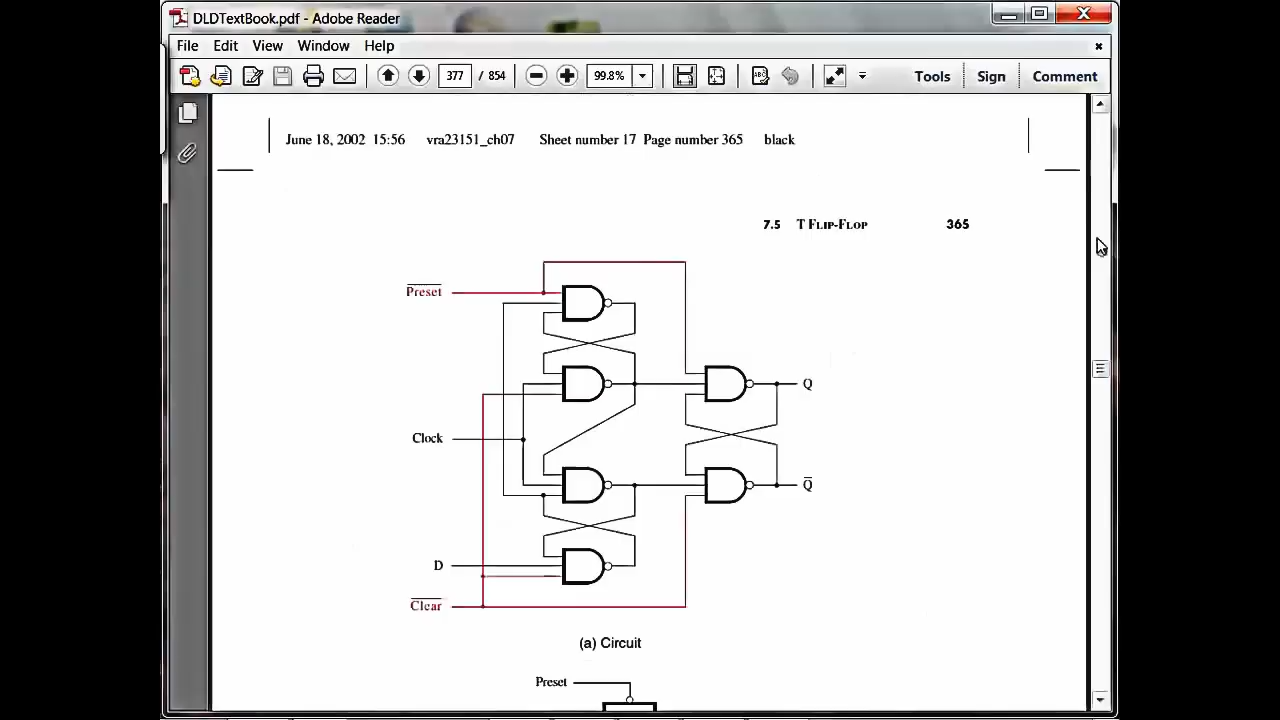 DLDTextBook.pdf - Adobe Reader
File Edit View Window Help
377 / 854 99.8% Tools Sign Comment
June 18, 2002 15:56 vra23151_ch07 Sheet number 17 Page number 365 black
7.5 T Flip-Flop 365
Preset
Q
Clock
Q̅
D
Clear
(a) Circuit
Preset